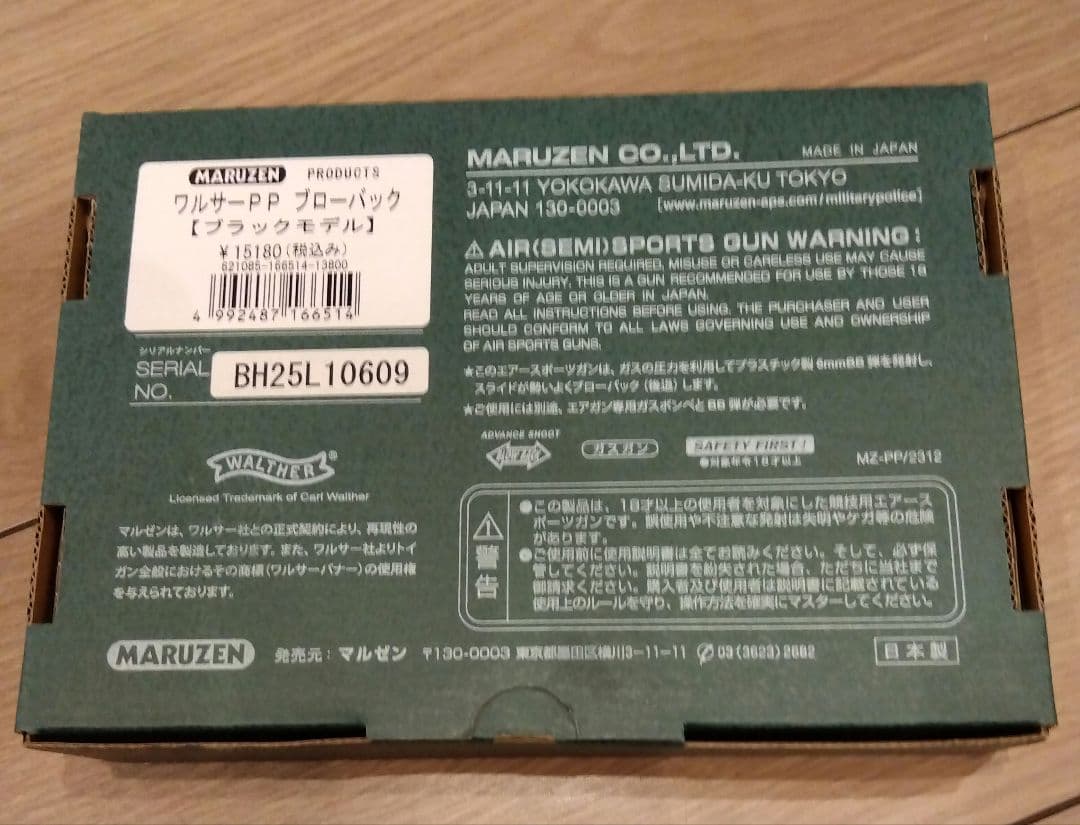 MARUZEN PRODUCTS
ワルサーPP ブローバック
【ブラックモデル】
￥15180(税込み)
621085-166514-13800
4 992487 166514
シリアルナンバー
SERIAL NO.
BH25L10609
WALTHER®
Licensed Trademark of Carl Walther
マルゼンは、ワルサー社との正式契約により、再現性の
高い製品を製造しております。また、ワルサー社よりトイ
ガン全般におけるその商標(ワルサーバナー)の使用権
を与えられております。
MARUZEN CO.,LTD. MADE IN JAPAN
3-11-11 YOKOKAWA SUMIDA-KU TOKYO
JAPAN 130-0003 [www.maruzen-aps.com/militarypolice]
⚠AIR(SEMI)SPORTS GUN WARNING!
ADULT SUPERVISION REQUIRED. MISUSE OR CARELESS USE MAY CAUSE
SERIOUS INJURY. THIS IS A GUN RECOMMENDED FOR USE BY THOSE 18
YEARS OF AGE OR OLDER IN JAPAN.
READ ALL INSTRUCTIONS BEFORE USING. THE PURCHASER AND USER
SHOULD CONFORM TO ALL LAWS GOVERNING USE AND OWNERSHIP
OF AIR SPORTS GUNS.
★このエアースポーツガンは、ガスの圧力を利用してプラスチック製6mmBB弾を発射し、
スライドが勢いよくブローバック(後退)します。
★ご使用には別途、エアガン専用ガスボンベとBB弾が必要です。
ADVANCE SHOOT
ガスガン
SAFETY FIRST!
●対象年令18才以上
MZ-PP/2312
⚠警告
●この製品は、18才以上の使用者を対象にした競技用エアース
ポーツガンです。誤使用や不注意な発射は失明やケガ等の危険
があります。
●ご使用前に使用説明書は全てお読みください。そして、必ず保
管してください。説明書を紛失された場合、ただちに当社まで
御請求ください。購入者及び使用者は説明書に記載されている
使用上のルールを守り、操作方法を確実にマスターしてください。
MARUZEN 発売元：マルゼン 〒130-0003 東京都墨田区横川3-11-11 03(3623)2662 日本製